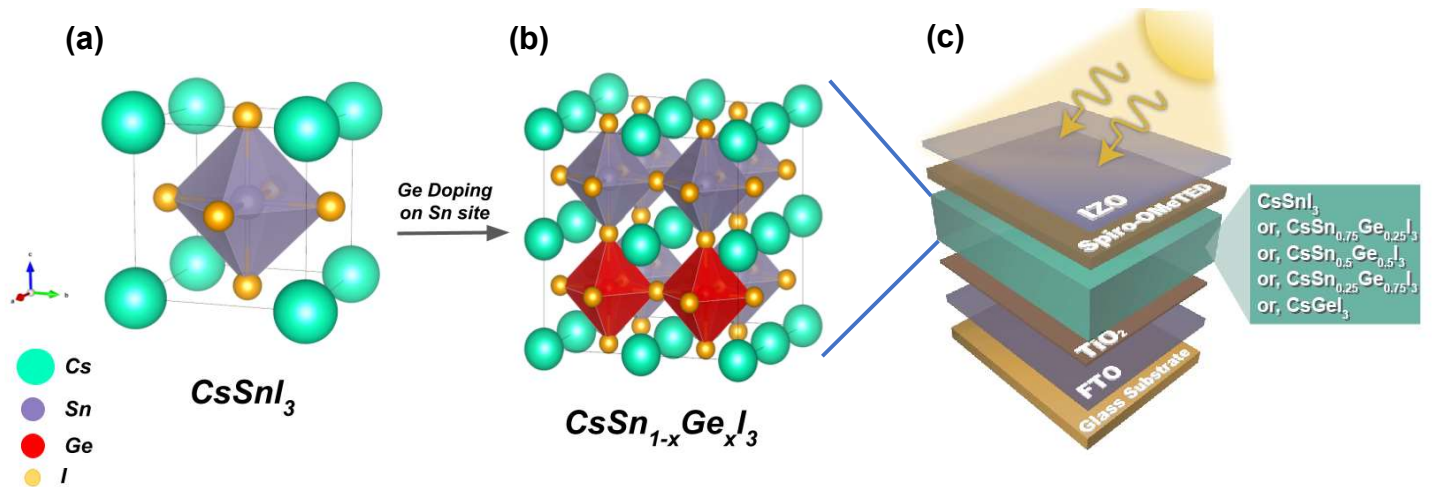 (a)
(b)
(c)
Ge Doping
on Sn site
c
a
b
Cs
Sn
Ge
I
CsSnI₃
CsSn₁₋ₓGeₓI₃
IZO
Spiro-OMeTED
TiO₂
FTO
Glass Substrate
CsSnI₃
or, CsSn₀.₇₅Ge₀.₂₅I₃
or, CsSn₀.₅Ge₀.₅I₃
or, CsSn₀.₂₅Ge₀.₇₅I₃
or, CsGeI₃